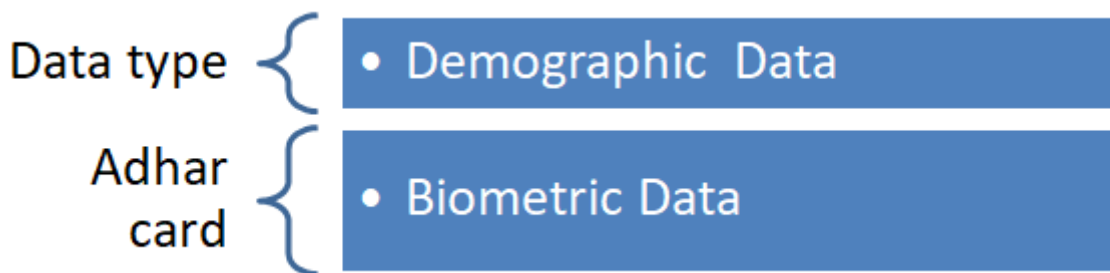 Data type
• Demographic Data
Adhar
card
• Biometric Data